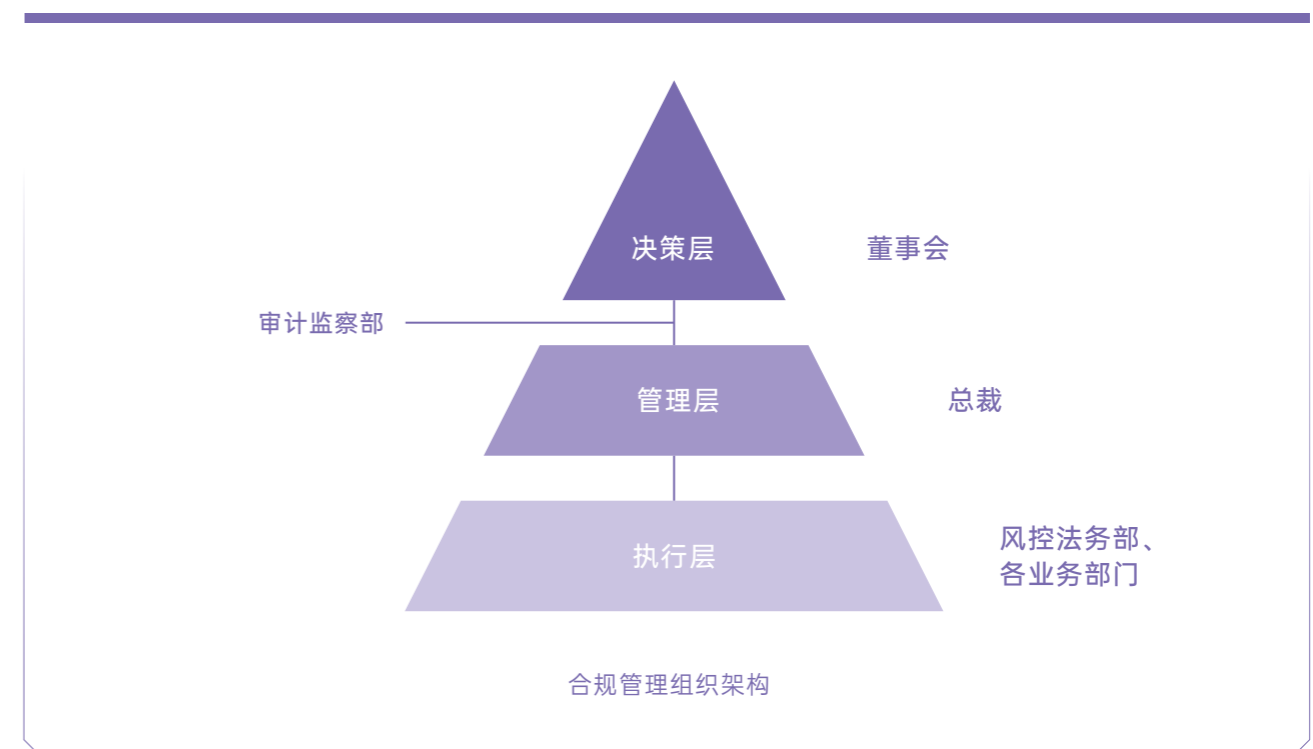 决策层
董事会
审计监察部
管理层
总裁
执行层
风控法务部、
各业务部门
合规管理组织架构